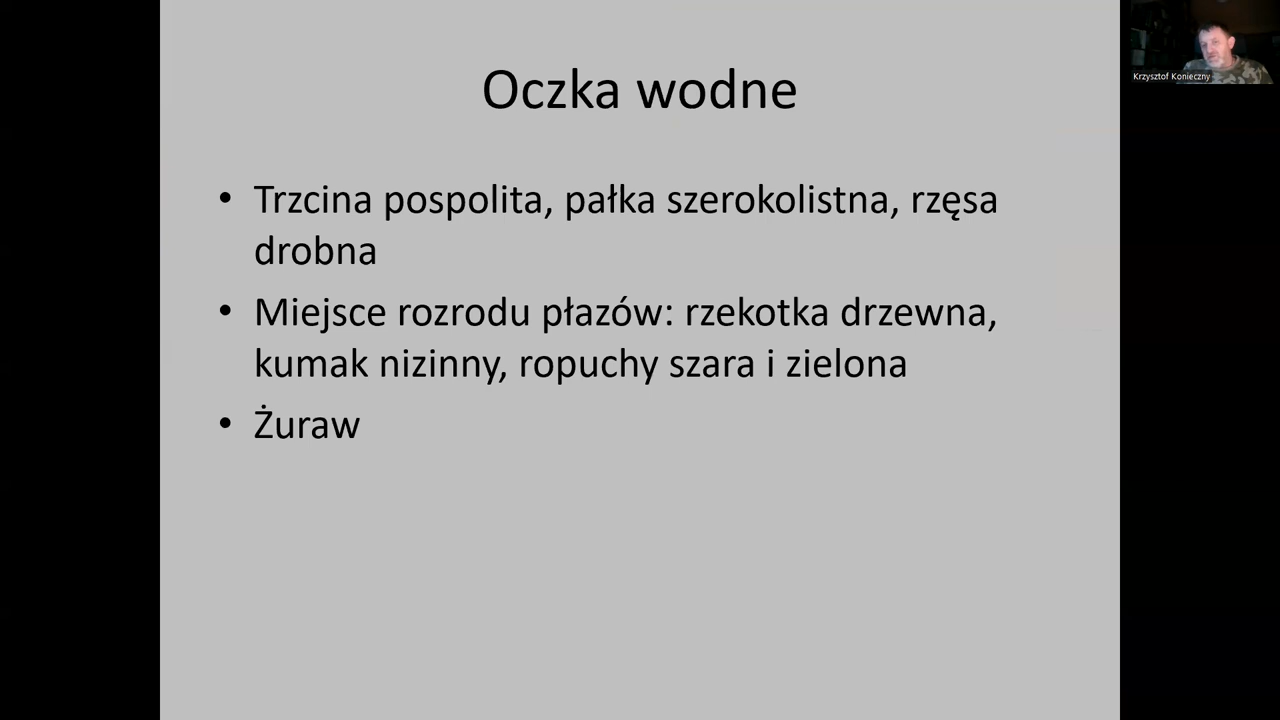 Oczka wodne
• Trzcina pospolita, pałka szerokolistna, rzęsa
drobna
• Miejsce rozrodu płazów: rzekotka drzewna,
kumak nizinny, ropuchy szara i zielona
• Żuraw
Krzysztof Konieczny